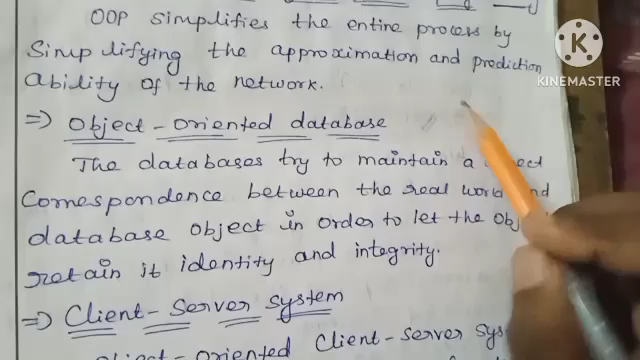 OOP simplifies the entire process by
Simplifying the approximation and prediction
ability of the network.
KINEMASTER
=> Object-oriented database
The databases try to maintain a
Correspondence between the real world and
database object in order to let the
retain it identity and integrity.
=> Client-Server system
object-oriented Client-Server